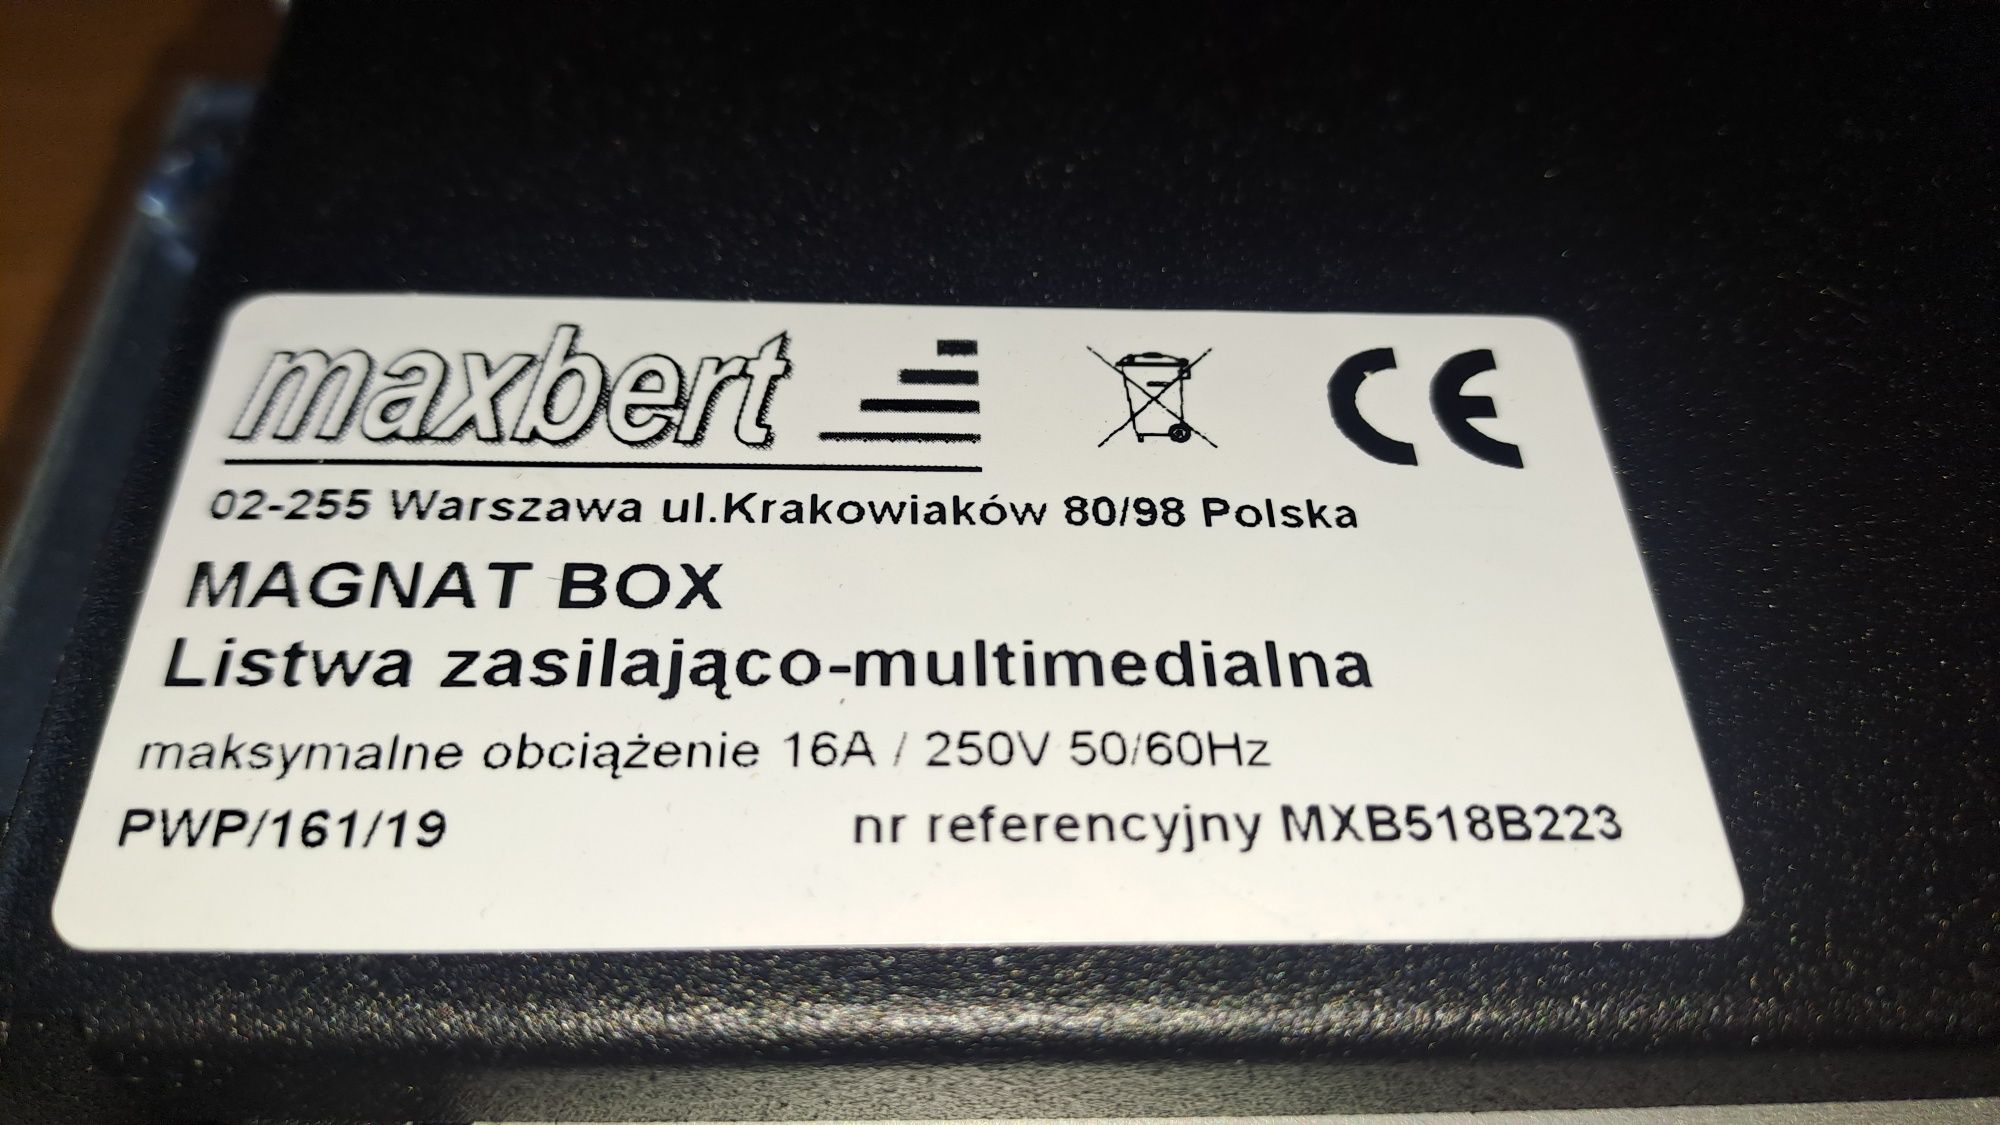 maxbert
CE
02-255 Warszawa ul.Krakowiaków 80/98 Polska
MAGNAT BOX
Listwa zasilająco-multimedialna
maksymalne obciążenie 16A / 250V 50/60Hz
PWP/161/19 nr referencyjny MXB518B223